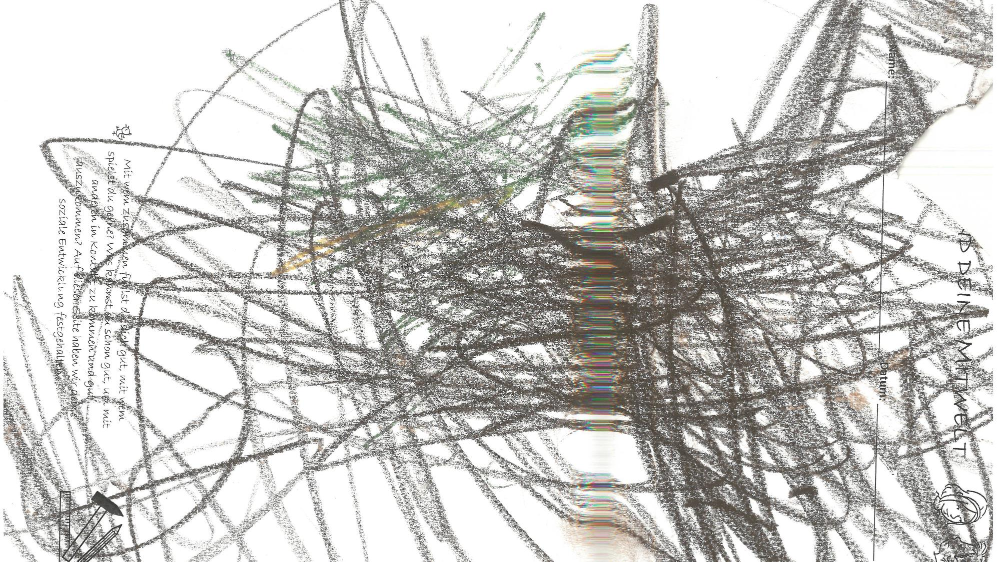 ND DEINE MITWELT
Name:
Datum:
Mit wem zusammen fühlst du dich gut, mit wem
spielst du gerne? Was kannst du schon gut, um mit
anderen in Kontakt zu kommen und gut
auszukommen? Auf dieser Seite haben wir deine
soziale Entwicklung festgehalten.